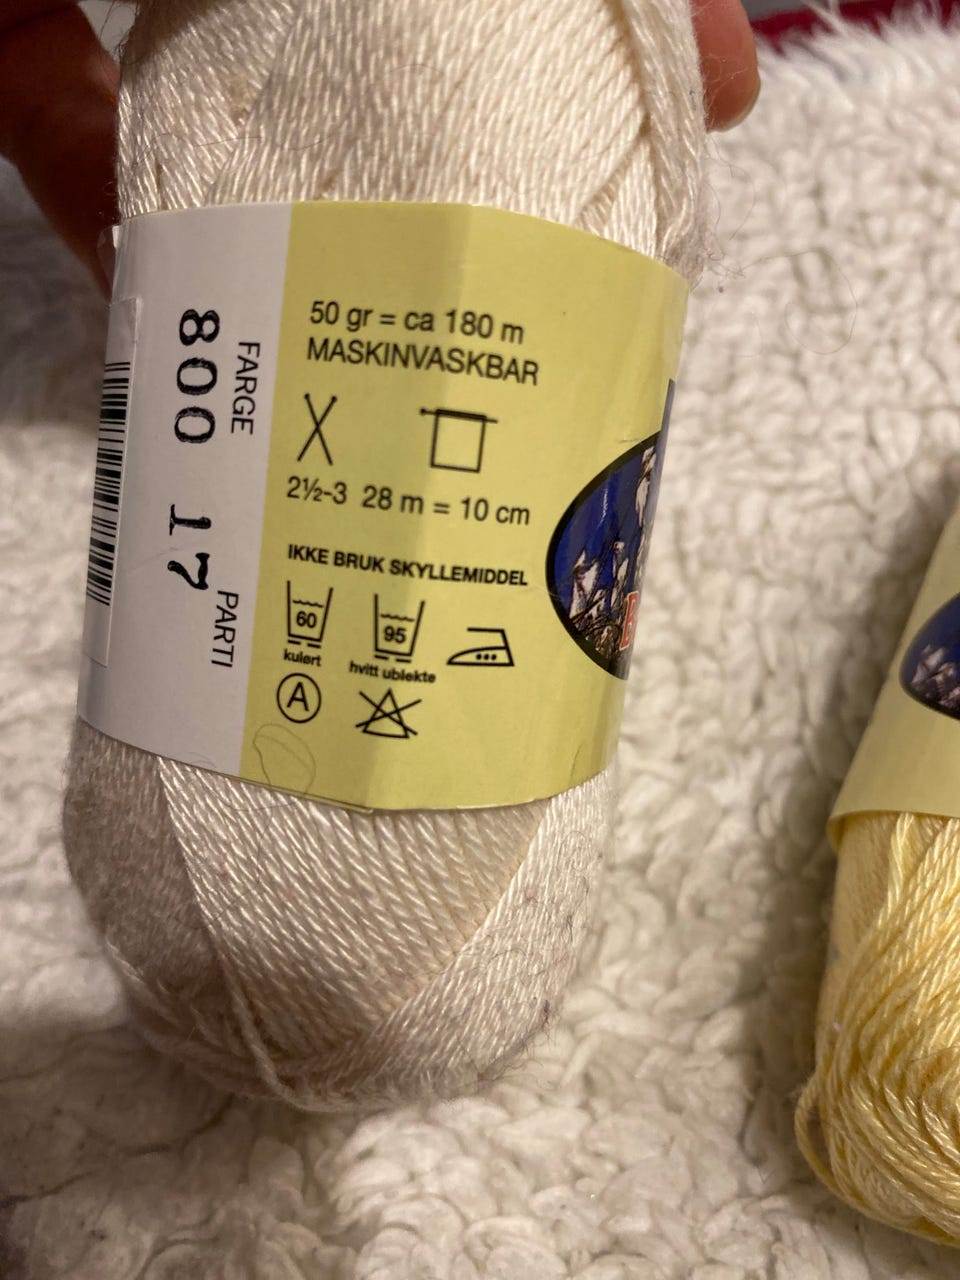 50 gr = ca 180 m
MASKINVASKBAR
2½-3 28 m = 10 cm
IKKE BRUK SKYLLEMIDDEL
60
kulørt
95
hvitt ublekte
A
FARGE
800 17
PARTI
B